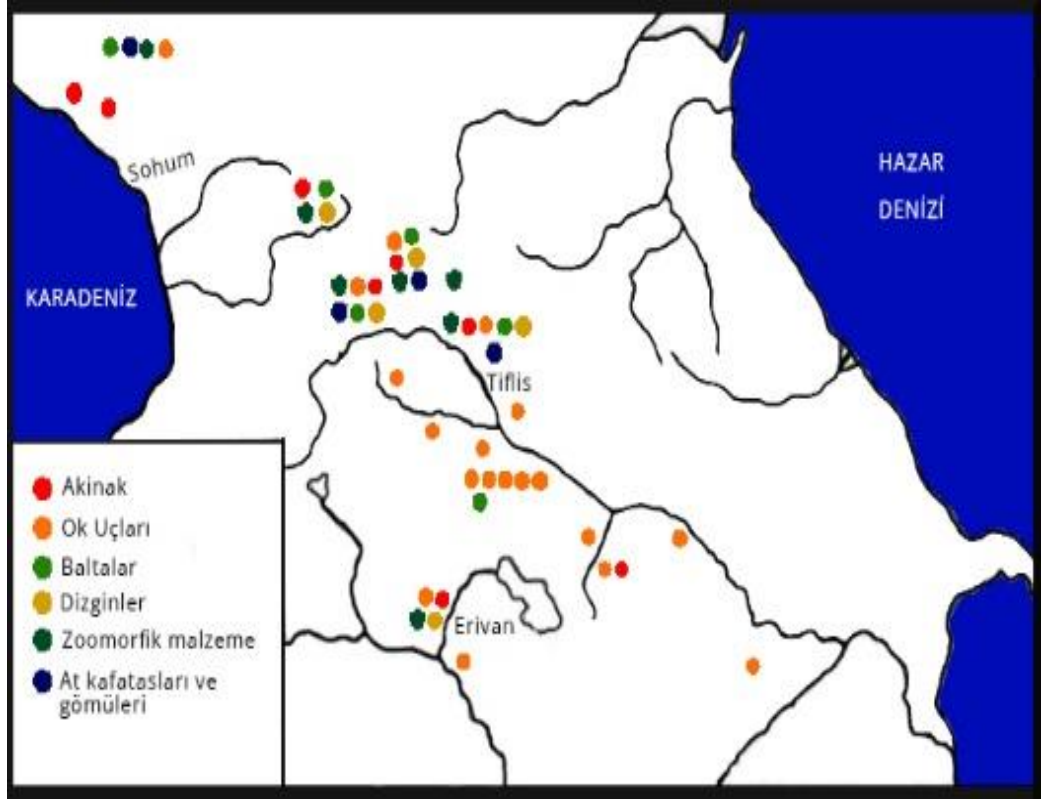 Sohum
HAZAR
DENİZİ
KARADENİZ
Tiflis
Akinak
Ok Uçları
Baltalar
Dizginler
Zoomorfik malzeme
At kafatasları ve
gömüleri
Erivan